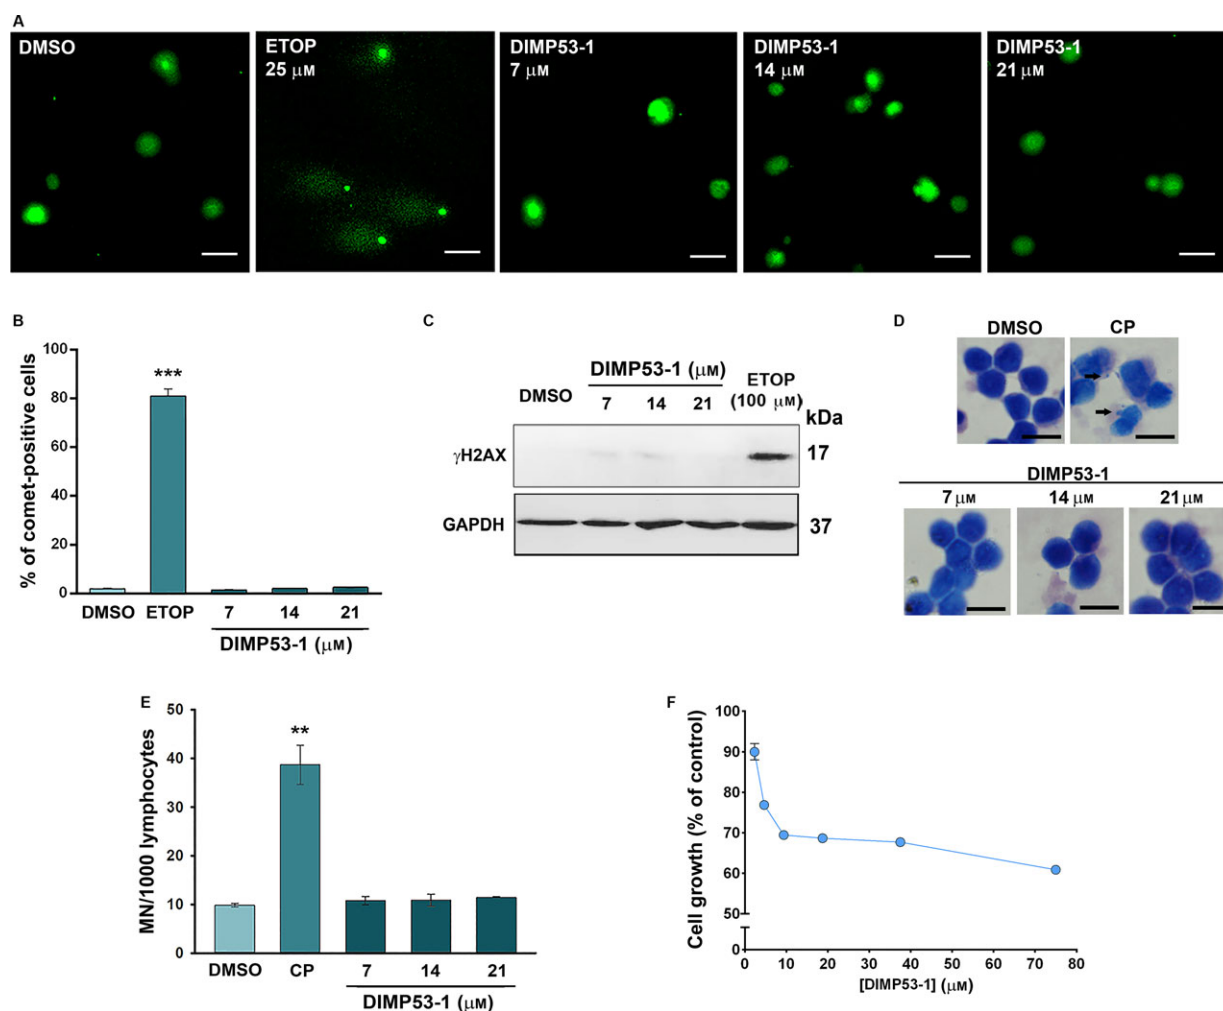 A
DMSO
ETOP
25 μM
DIMP53-1
7 μM
DIMP53-1
14 μM
DIMP53-1
21 μM
B
% of comet-positive cells
100
80
60
40
20
0
***
DMSO ETOP 7 14 21
DIMP53-1 (μM)
C
DIMP53-1 (μM)
DMSO 7 14 21
ETOP
(100 μM)
kDa
γH2AX 17
GAPDH 37
D
DMSO CP
DIMP53-1
7 μM 14 μM 21 μM
E
MN/1000 lymphocytes
50
40
30
20
10
0
**
DMSO CP 7 14 21
DIMP53-1 (μM)
F
Cell growth (% of control)
100
90
80
70
60
50
0
0 10 20 30 40 50 60 70 80
[DIMP53-1] (μM)